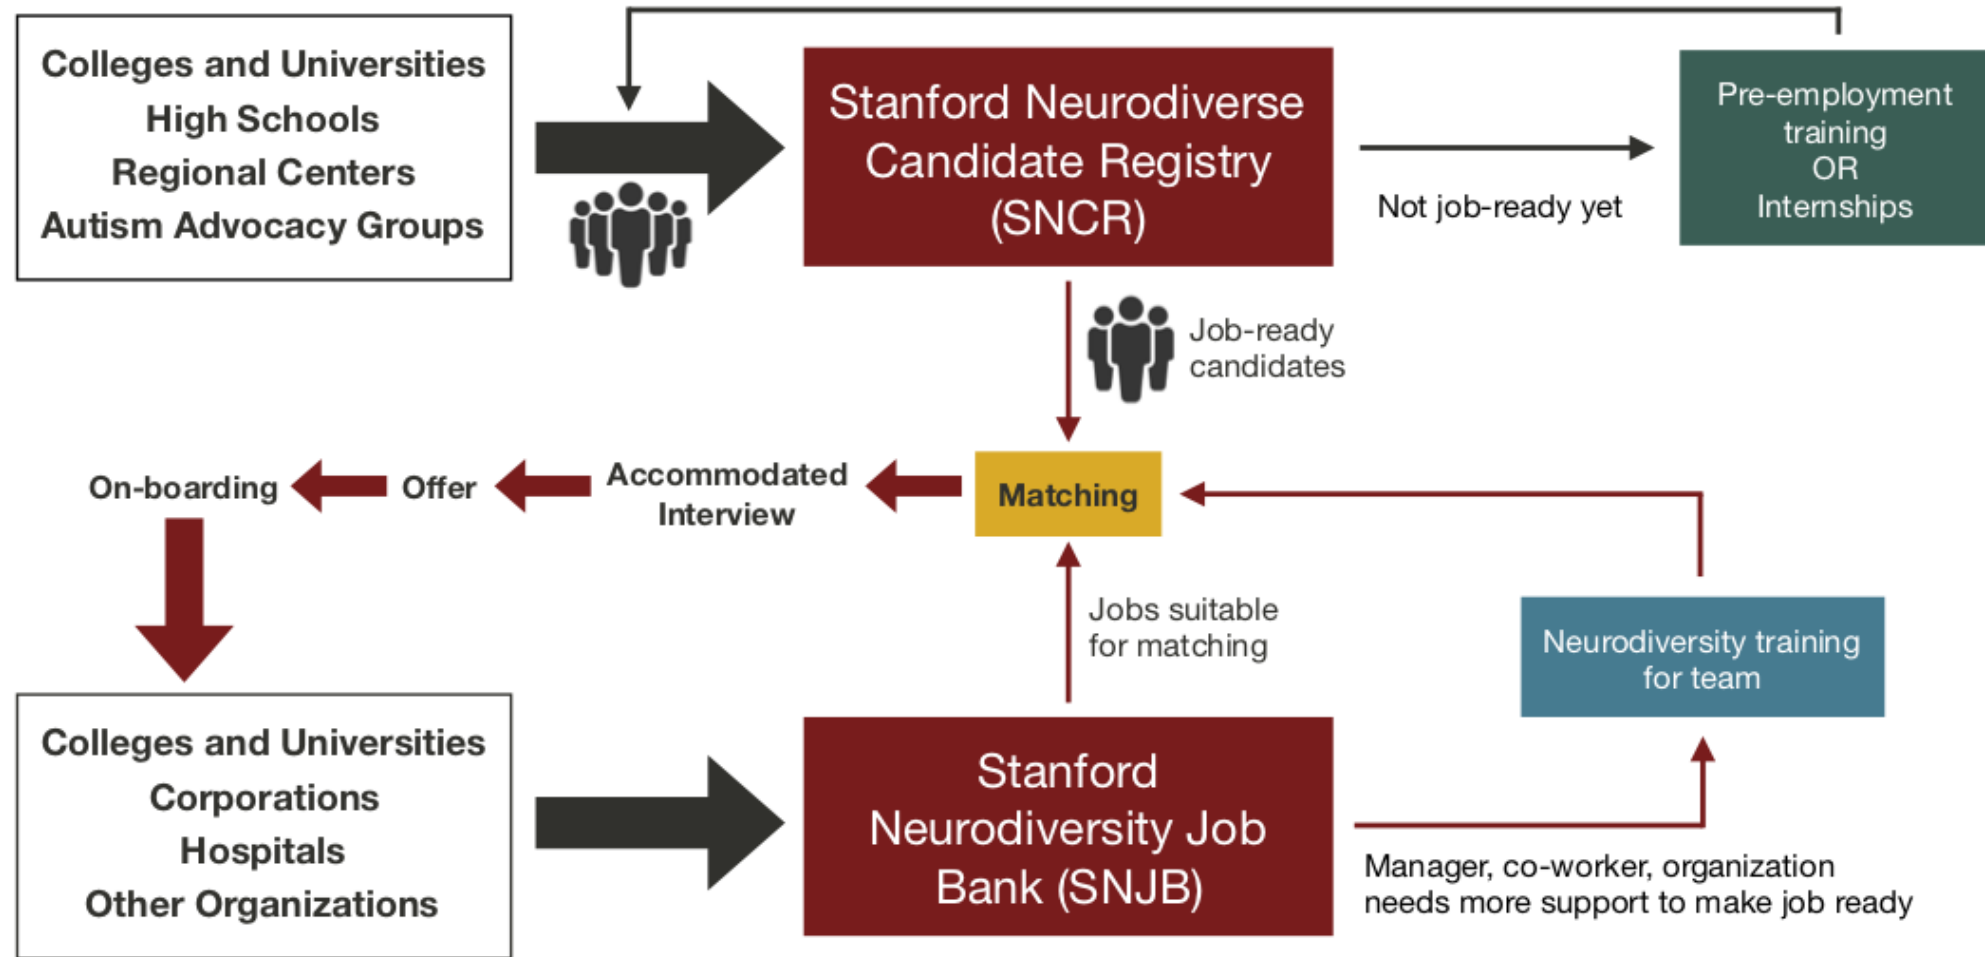 Colleges and Universities
High Schools
Regional Centers
Autism Advocacy Groups
Stanford Neurodiverse
Candidate Registry
(SNCR)
Not job-ready yet
Pre-employment
training
OR
Internships
Job-ready
candidates
On-boarding
Offer
Accommodated
Interview
Matching
Jobs suitable
for matching
Neurodiversity training
for team
Colleges and Universities
Corporations
Hospitals
Other Organizations
Stanford
Neurodiversity Job
Bank (SNJB)
Manager, co-worker, organization
needs more support to make job ready